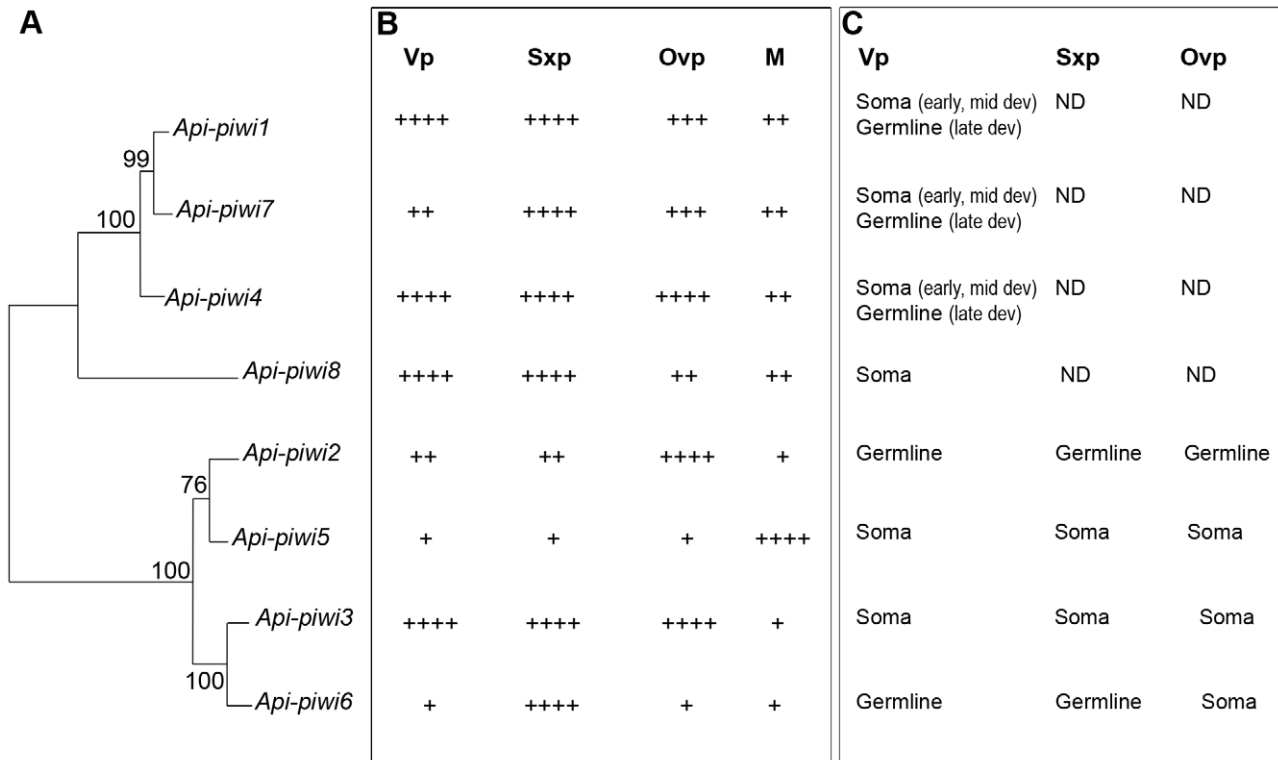 A
B
C
Vp Sxp Ovp M
Vp Sxp Ovp
Api-piwi1 ++++ ++++ +++ ++ Soma (early, mid dev) ND ND
Germline (late dev)
99
Api-piwi7 ++ ++++ +++ ++ Soma (early, mid dev) ND ND
Germline (late dev)
100
Api-piwi4 ++++ ++++ ++++ ++ Soma (early, mid dev) ND ND
Germline (late dev)
Api-piwi8 ++++ ++++ ++ ++ Soma ND ND
Api-piwi2 ++ ++ ++++ + Germline Germline Germline
76
Api-piwi5 + + + ++++ Soma Soma Soma
100
Api-piwi3 ++++ ++++ ++++ + Soma Soma Soma
100
Api-piwi6 + ++++ + + Germline Germline Soma